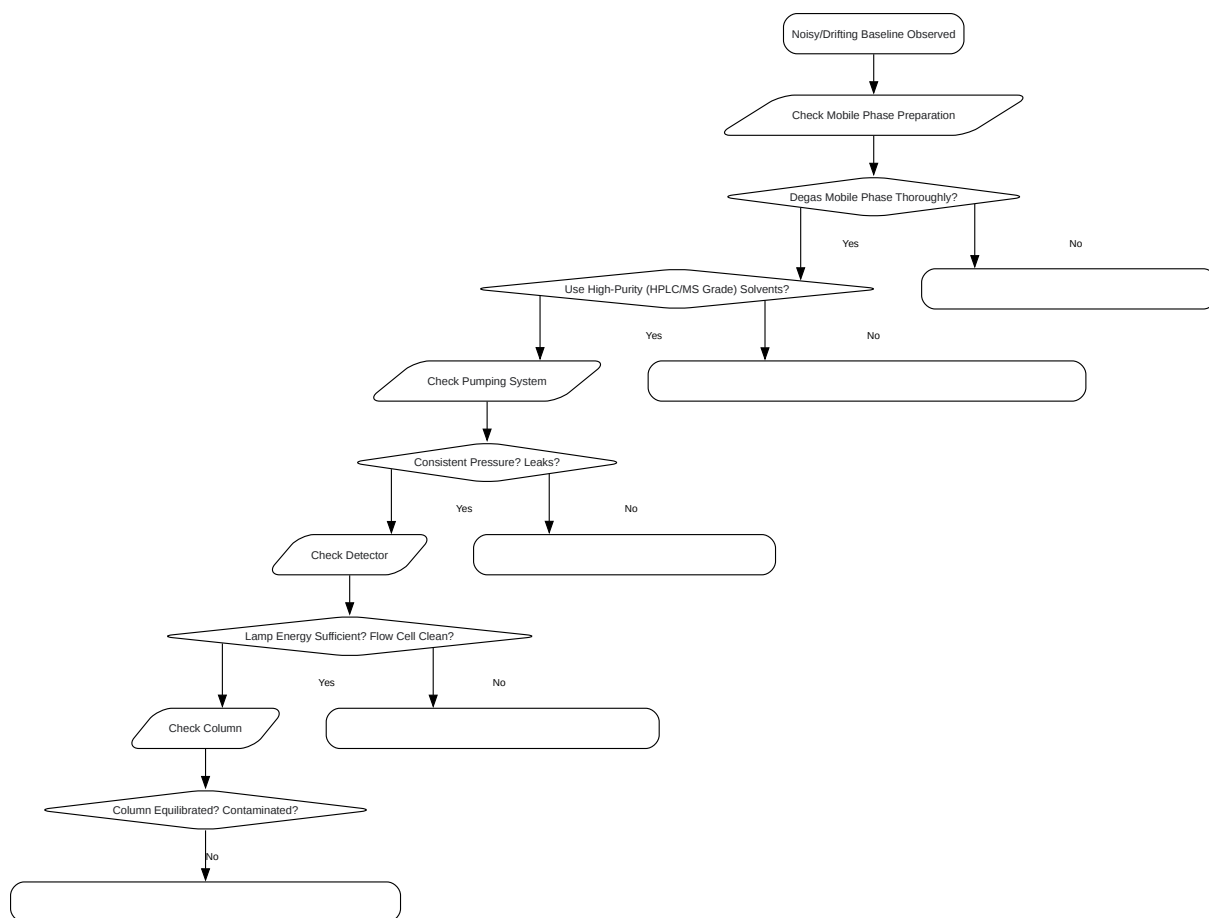 Noisy/Drifting Baseline Observed
Check Mobile Phase Preparation
Degas Mobile Phase Thoroughly?
Yes
No
Use High-Purity (HPLC/MS Grade) Solvents?
Yes
No
Check Pumping System
Consistent Pressure? Leaks?
Yes
No
Check Detector
Lamp Energy Sufficient? Flow Cell Clean?
Yes
No
Check Column
Column Equilibrated? Contaminated?
No